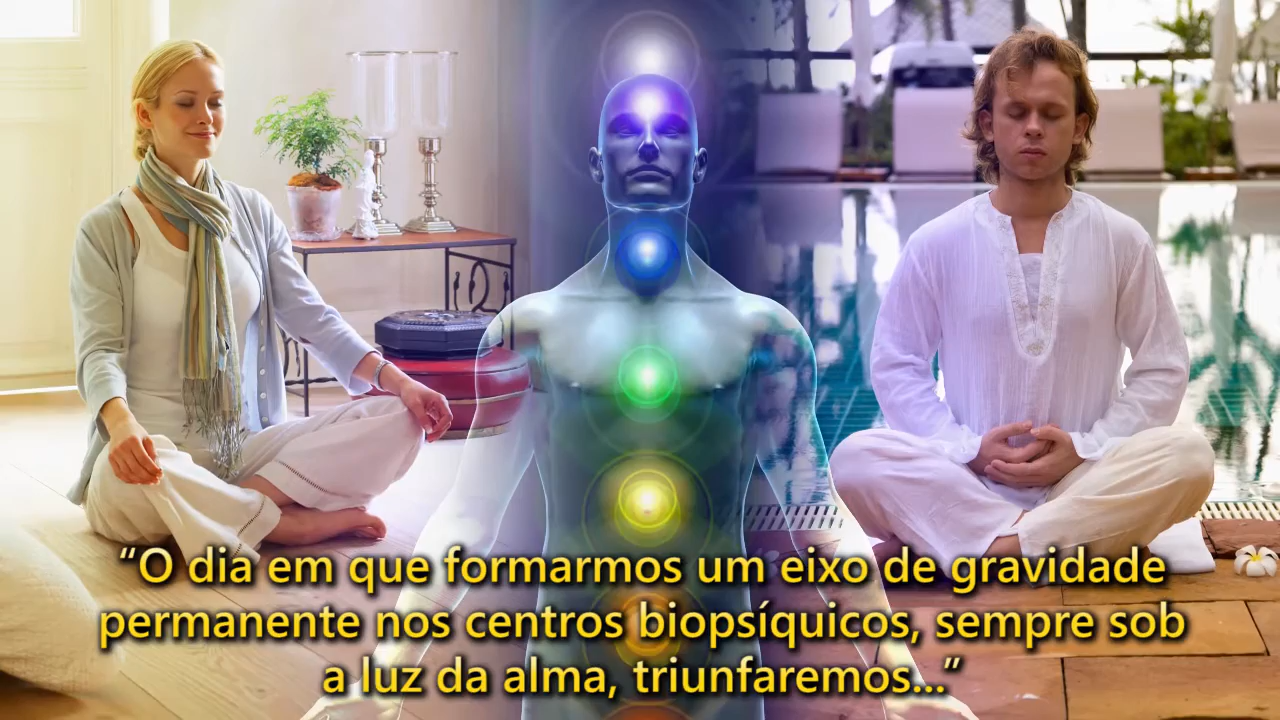 “O dia em que formarmos um eixo de gravidade
permanente nos centros biopsíquicos, sempre sob
a luz da alma, triunfaremos...”